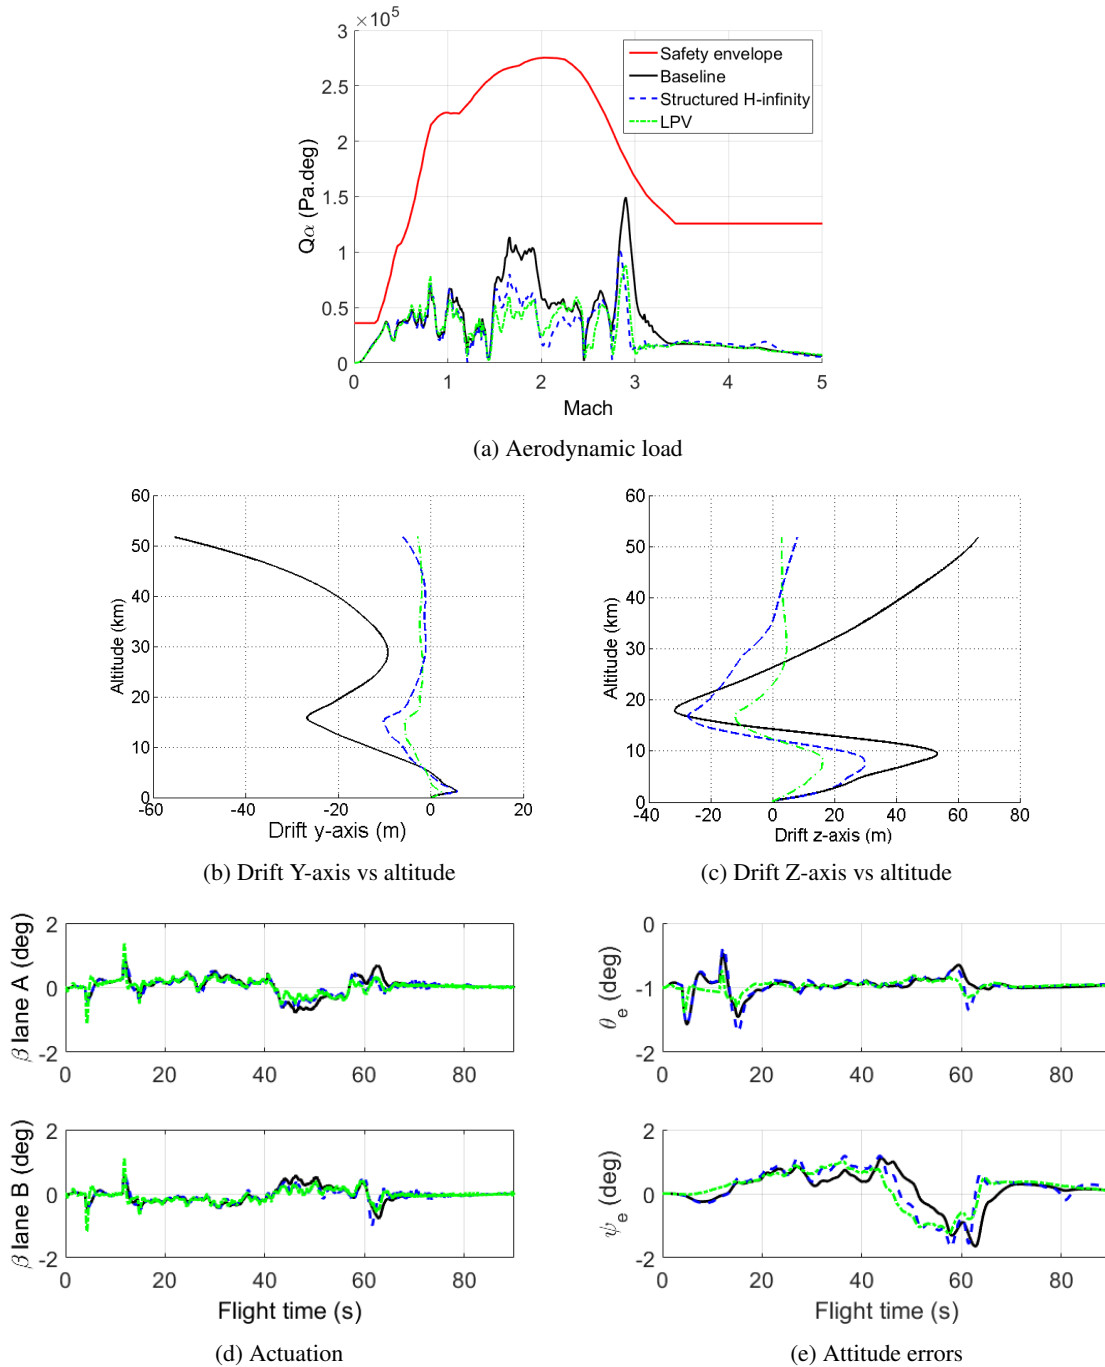 ×10^5
3
2.5
2
1.5
1
0.5
0
Qα (Pa.deg)
Safety envelope
Baseline
Structured H-infinity
LPV
0 1 2 3 4 5
Mach
(a) Aerodynamic load
60
50
40
30
20
10
0
Altitude (km)
-60 -40 -20 0 20
Drift y-axis (m)
(b) Drift Y-axis vs altitude
60
50
40
30
20
10
0
Altitude (km)
-40 -20 0 20 40 60 80
Drift z-axis (m)
(c) Drift Z-axis vs altitude
2
0
-2
β lane A (deg)
0 20 40 60 80
2
0
-2
β lane B (deg)
0 20 40 60 80
Flight time (s)
(d) Actuation
0
-1
-2
θ_e (deg)
0 20 40 60 80
2
0
-2
ψ_e (deg)
0 20 40 60 80
Flight time (s)
(e) Attitude errors